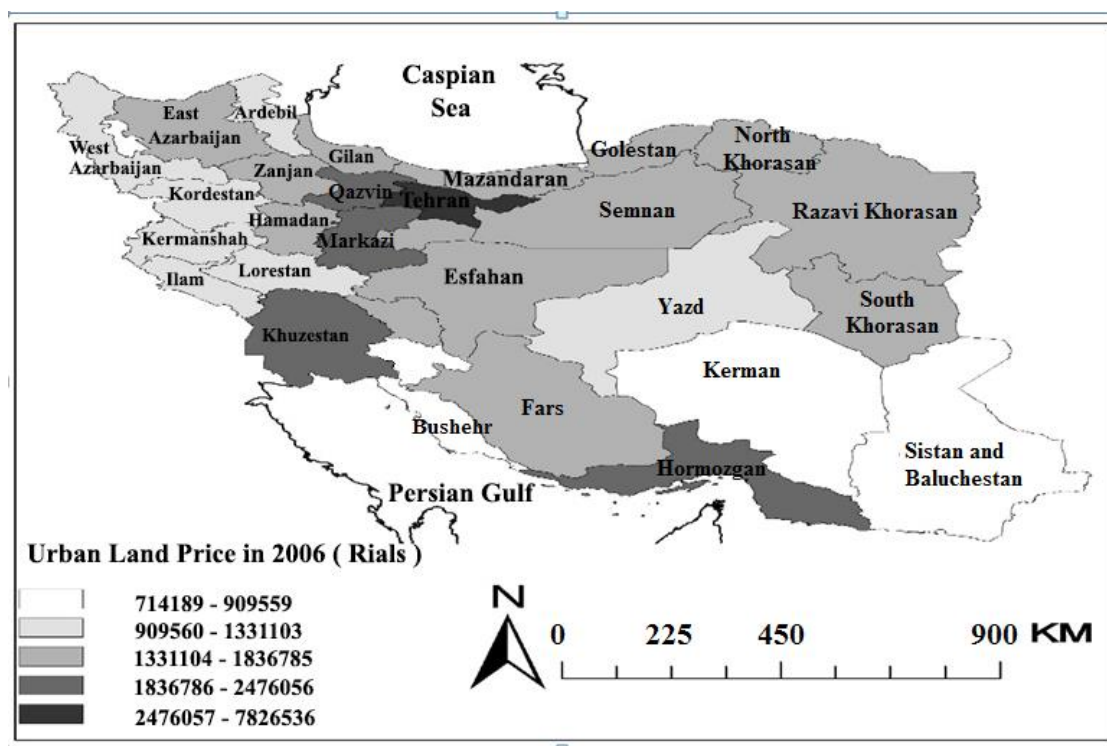 Caspian
Sea
East
Azarbaijan
Ardebil
West
Azarbaijan
Gilan
Golestan
North
Khorasan
Zanjan
Mazandaran
Qazvin
Tehran
Kordestan
Semnan
Razavi Khorasan
Hamadan
Markazi
Kermanshah
Lorestan
Ilam
Esfahan
Yazd
South
Khorasan
Khuzestan
Kerman
Fars
Bushehr
Hormozgan
Sistan and
Baluchestan
Persian Gulf
Urban Land Price in 2006 ( Rials )
714189 - 909559
909560 - 1331103
1331104 - 1836785
1836786 - 2476056
2476057 - 7826536
N
0 225 450 900 KM